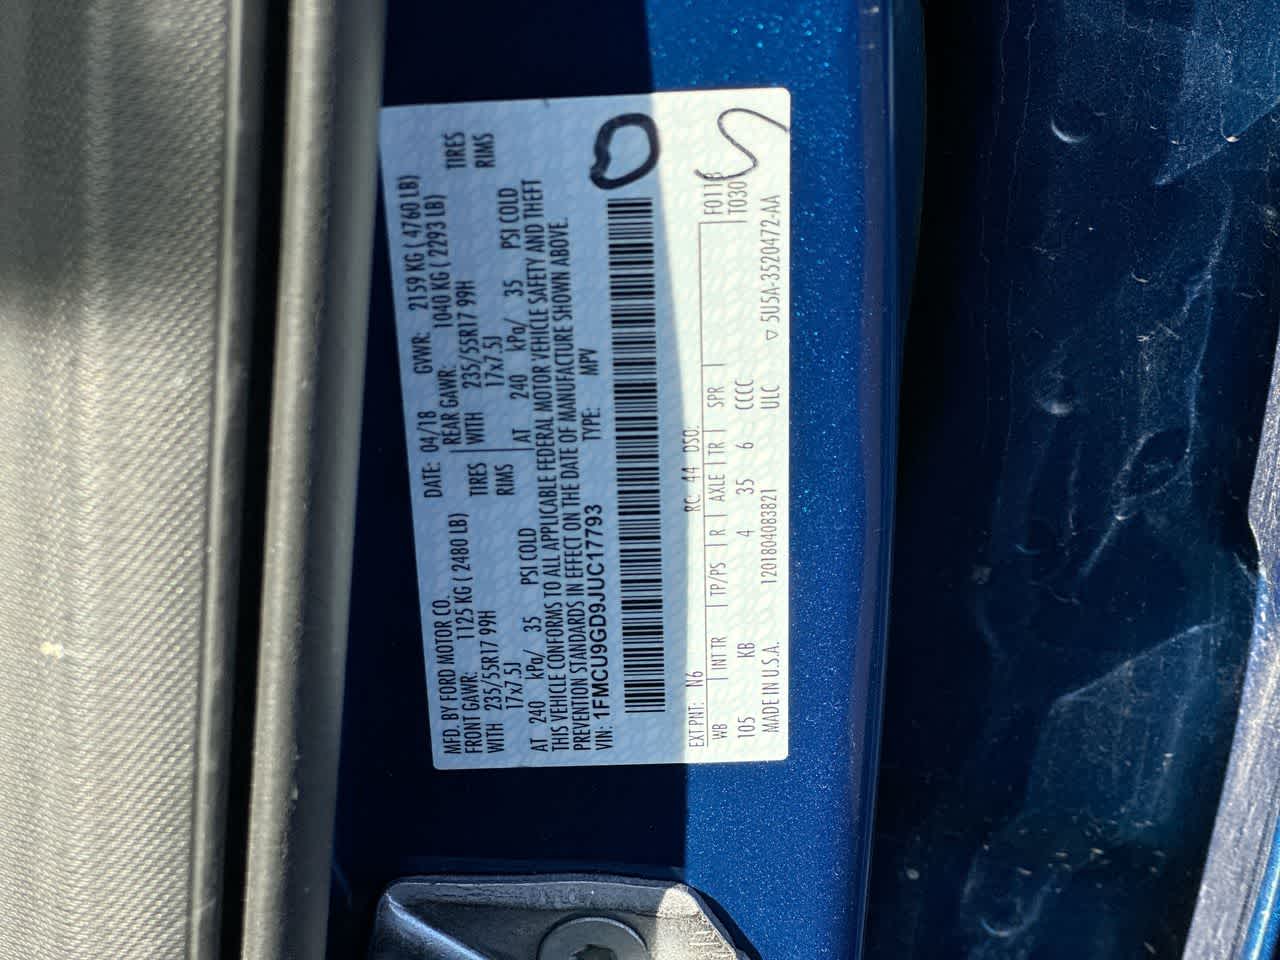 MFD. BY FORD MOTOR CO.
DATE: 04/18 GVWR: 2159 KG ( 4760 LB)
FRONT GAWR: 1125 KG ( 2480 LB) REAR GAWR: 1040 KG ( 2293 LB)
WITH 235/55R17 99H TIRES WITH 235/55R17 99H TIRES
17x7.5J RIMS 17x7.5J RIMS
AT 240 kPa/ 35 PSI COLD AT 240 kPa/ 35 PSI COLD
THIS VEHICLE CONFORMS TO ALL APPLICABLE FEDERAL MOTOR VEHICLE SAFETY AND THEFT
PREVENTION STANDARDS IN EFFECT ON THE DATE OF MANUFACTURE SHOWN ABOVE.
VIN: 1FMCU9GD9JUC17793 TYPE: MPV
EXT PNT: N6 RC: 44 DSO: F0113
WB INT TR TP/PS R AXLE TR SPR T030
105 KB 4 35 6 CCCC
MADE IN U.S.A. 1201804083821 ULC ▽ 5U5A-3520472-AA